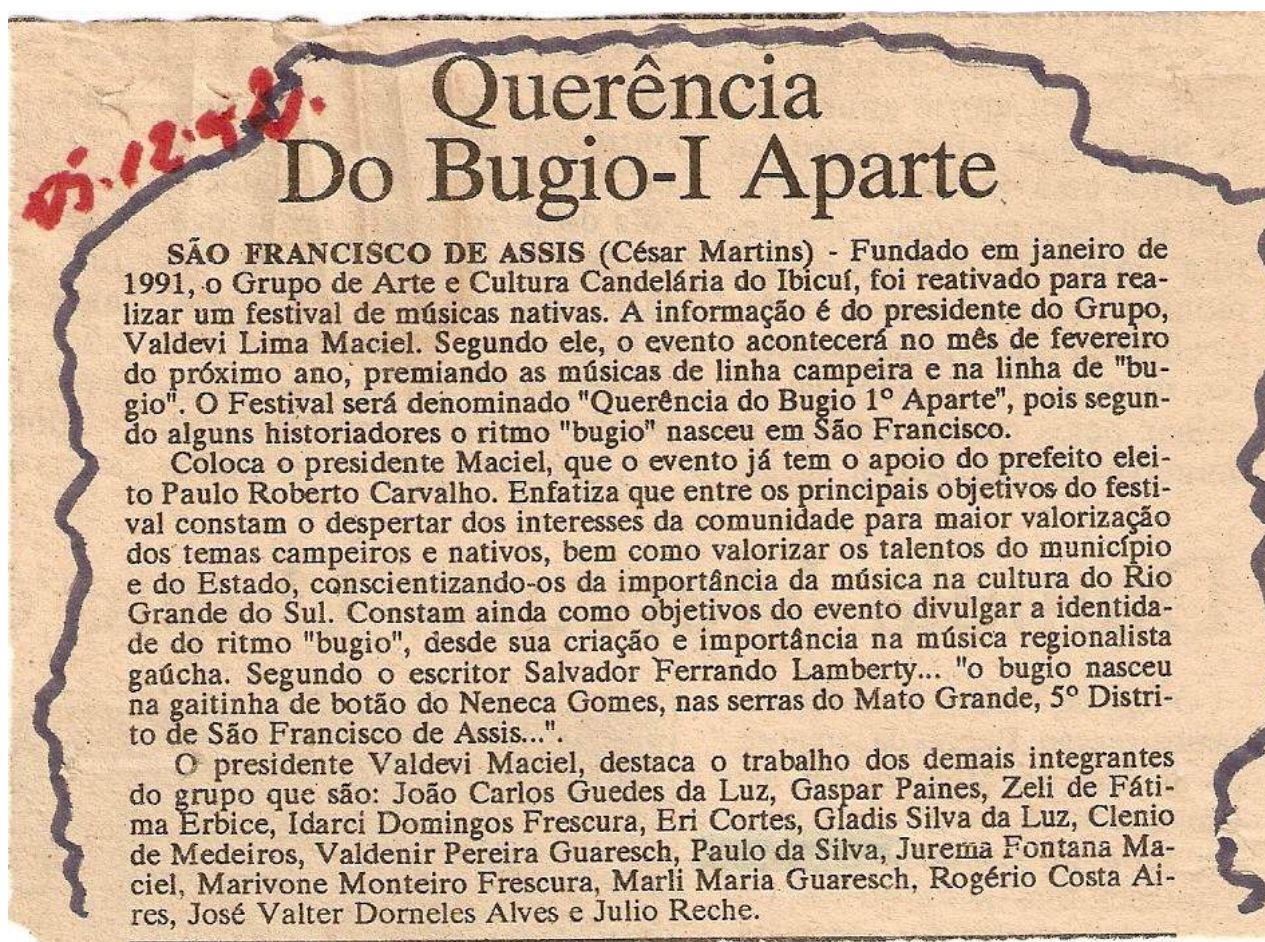 Querência
Do Bugio-I Aparte
SÃO FRANCISCO DE ASSIS (César Martins) - Fundado em janeiro de
1991, o Grupo de Arte e Cultura Candelária do Ibicuí, foi reativado para rea-
lizar um festival de músicas nativas. A informação é do presidente do Grupo,
Valdevi Lima Maciel. Segundo ele, o evento acontecerá no mês de fevereiro
do próximo ano, premiando as músicas de linha campeira e na linha de "bu-
gio". O Festival será denominado "Querência do Bugio 1º Aparte", pois segun-
do alguns historiadores o ritmo "bugio" nasceu em São Francisco.
Coloca o presidente Maciel, que o evento já tem o apoio do prefeito elei-
to Paulo Roberto Carvalho. Enfatiza que entre os principais objetivos do festi-
val constam o despertar dos interesses da comunidade para maior valorização
dos temas campeiros e nativos, bem como valorizar os talentos do município
e do Estado, conscientizando-os da importância da música na cultura do Rio
Grande do Sul. Constam ainda como objetivos do evento divulgar a identida-
de do ritmo "bugio", desde sua criação e importância na música regionalista
gaúcha. Segundo o escritor Salvador Ferrando Lamberty... "o bugio nasceu
na gaitinha de botão do Neneca Gomes, nas serras do Mato Grande, 5º Distri-
to de São Francisco de Assis...".
O presidente Valdevi Maciel, destaca o trabalho dos demais integrantes
do grupo que são: João Carlos Guedes da Luz, Gaspar Paines, Zeli de Fáti-
ma Erbice, Idarci Domingos Frescura, Eri Cortes, Gladis Silva da Luz, Clenio
de Medeiros, Valdenir Pereira Guaresch, Paulo da Silva, Jurema Fontana Ma-
ciel, Marivone Monteiro Frescura, Marli Maria Guaresch, Rogério Costa Ai-
res, José Valter Dorneles Alves e Julio Reche.